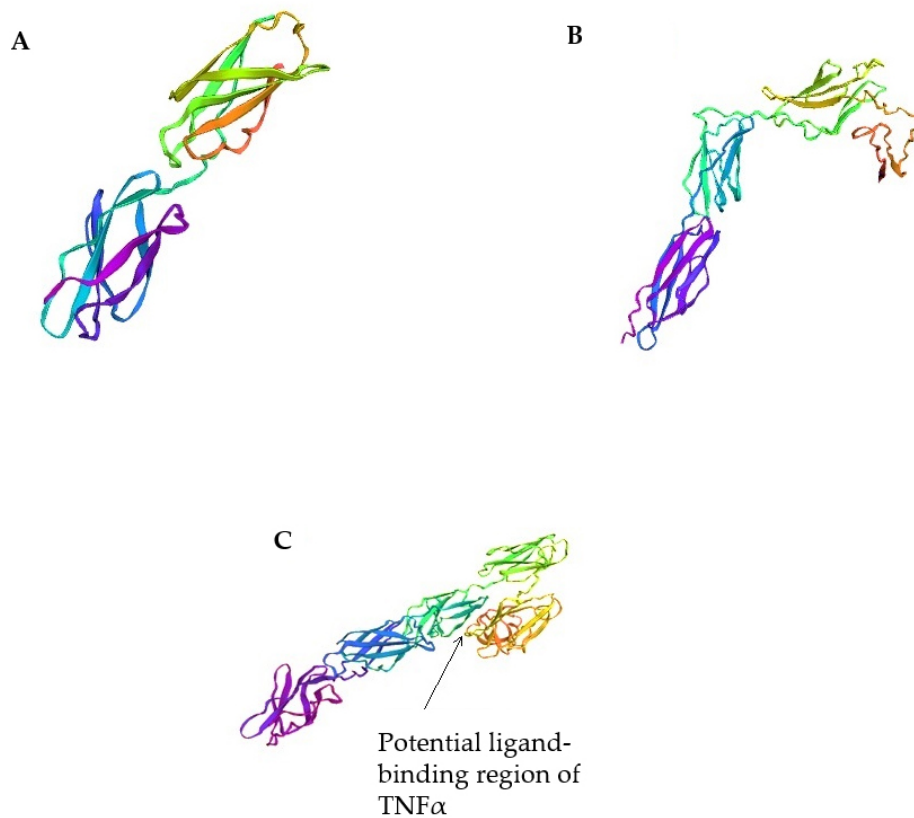 A
B
C
Potential ligand-
binding region of
TNFα